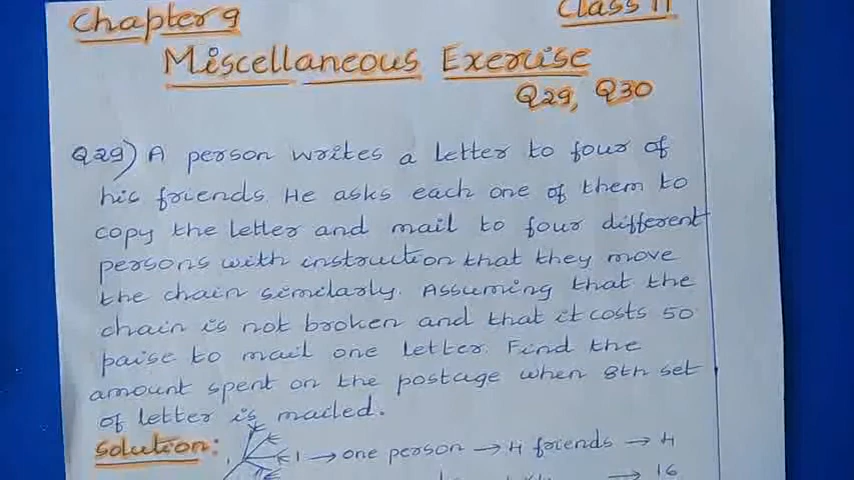 Chapter 9
Class 11
Miscellaneous Exercise
Q29, Q30
Q29) A person writes a letter to four of
his friends. He asks each one of them to
copy the letter and mail to four different
persons with instruction that they move
the chain similarly. Assuming that the
chain is not broken and that it costs 50
paise to mail one letter. Find the
amount spent on the postage when 8th set
of letter is mailed.
Solution: 1 → one person → 4 friends → 4
→ 16